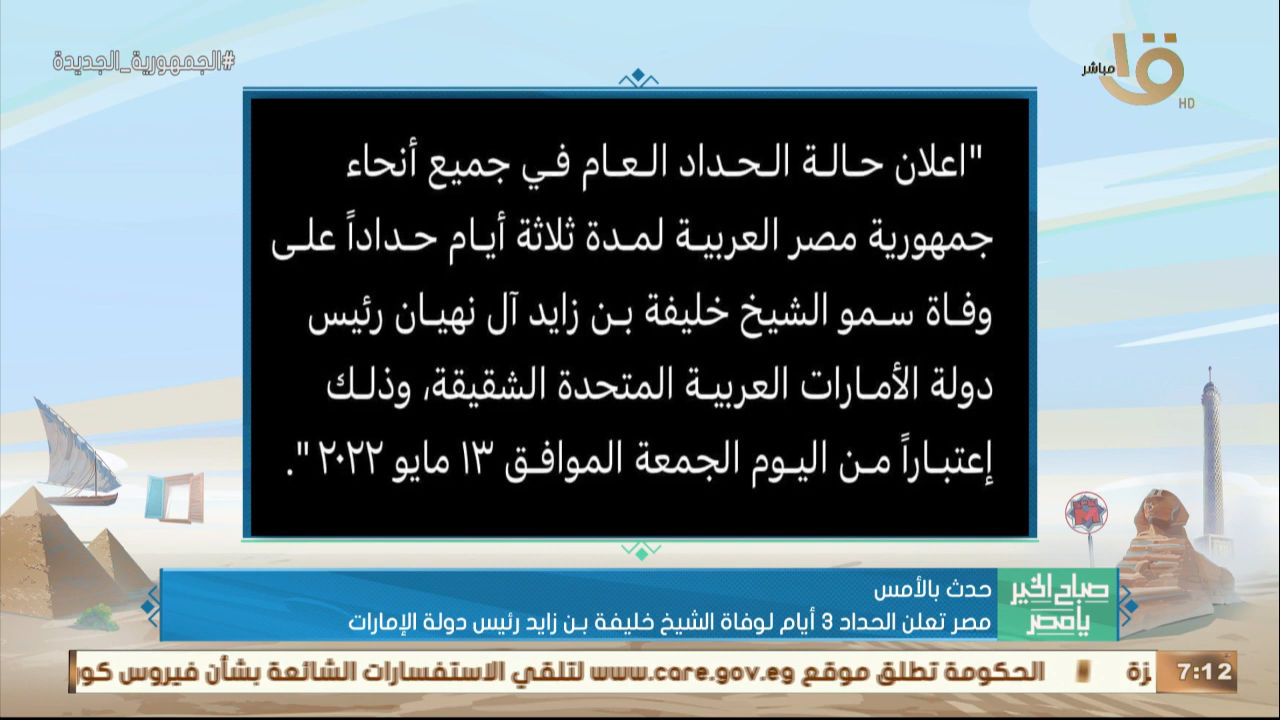 #الجمهورية_الجديدة
مباشر
HD
"اعلان حالة الحداد العام في جميع أنحاء
جمهورية مصر العربية لمدة ثلاثة أيام حداداً على
وفاة سمو الشيخ خليفة بن زايد آل نهيان رئيس
دولة الأمارات العربية المتحدة الشقيقة، وذلك
إعتباراً من اليوم الجمعة الموافق ١٣ مايو ٢٠٢٢ ".
صباح الخير
يا مصر
حدث بالأمس
مصر تعلن الحداد 3 أيام لوفاة الشيخ خليفة بن زايد رئيس دولة الإمارات
7:12
زة الحكومة تطلق موقع www.care.gov.eg لتلقي الاستفسارات الشائعة بشأن فيروس كور